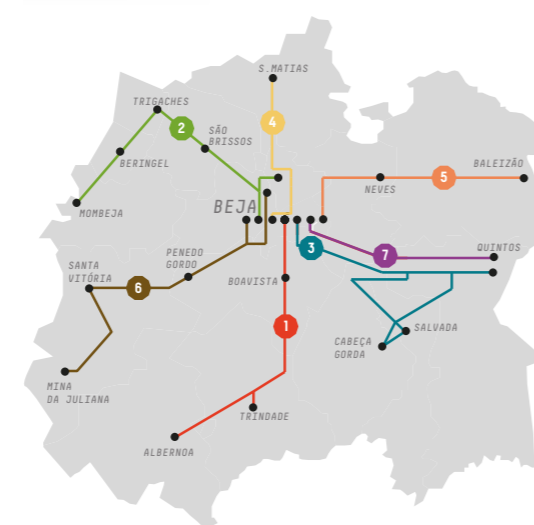 S.MATIAS
TRIGACHES
4
2
SÃO
BRISSOS
BERINGEL
BALEIZÃO
5
NEVES
MOMBEJA
BEJA
3
7
QUINTOS
PENEDO
GORDO
SANTA
VITÓRIA
BOAVISTA
6
1
SALVADA
CABEÇA
GORDA
MINA
DA JULIANA
TRINDADE
ALBERNOA